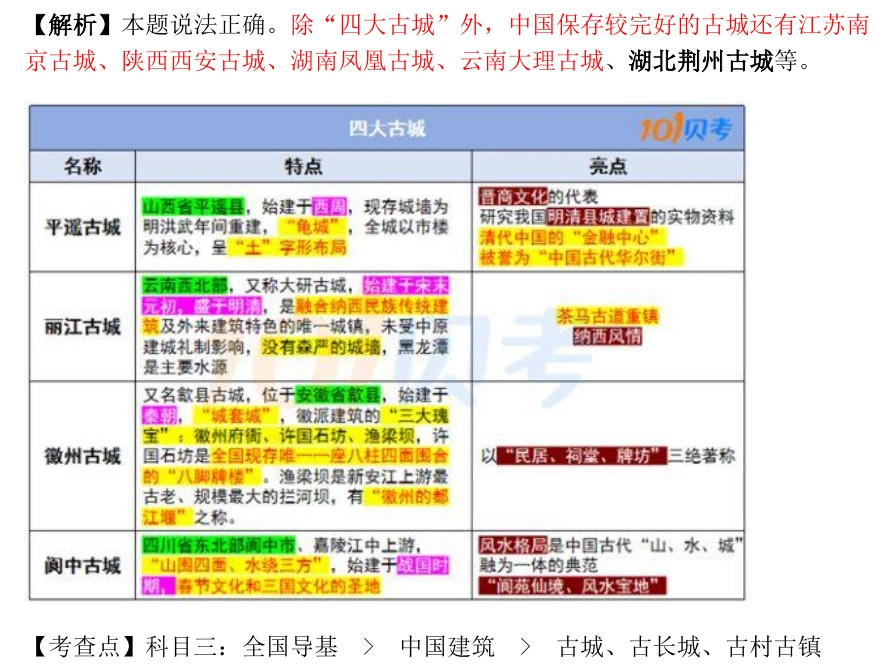 【解析】本题说法正确。除“四大古城”外，中国保存较完好的古城还有江苏南
京古城、陕西西安古城、湖南凤凰古城、云南大理古城、湖北荆州古城等。
四大古城
101贝考
名称
特点
亮点
平遥古城
山西省平遥县，始建于西周，现存城墙为
明洪武年间重建，“龟城”，全城以市楼
为核心，呈“土”字形布局
晋商文化的代表
研究我国明清县城建置的实物资料
清代中国的“金融中心”
被誉为“中国古代华尔街”
丽江古城
云南西北部，又称大研古城，始建于宋末
元初，盛于明清，是融合纳西民族传统建
筑及外来建筑特色的唯一城镇，未受中原
建城礼制影响，没有森严的城墙，黑龙潭
是主要水源
茶马古道重镇
纳西风情
徽州古城
又名歙县古城，位于安徽省歙县，始建于
秦朝，“城套城”，徽派建筑的“三大瑰
宝”：徽州府衙、许国石坊、渔梁坝，许
国石坊是全国现存唯一一座八柱四面围合
的“八脚牌楼”。渔梁坝是新安江上游最
古老、规模最大的拦河坝，有“徽州的都
江堰”之称。
以“民居、祠堂、牌坊”三绝著称
阆中古城
四川省东北部阆中市、嘉陵江中上游，
“山围四面、水绕三方”，始建于战国时
期，春节文化和三国文化的圣地
风水格局是中国古代“山、水、城”
融为一体的典范
“阆苑仙境、风水宝地”
101贝考
【考查点】科目三：全国导基 > 中国建筑 > 古城、古长城、古村古镇